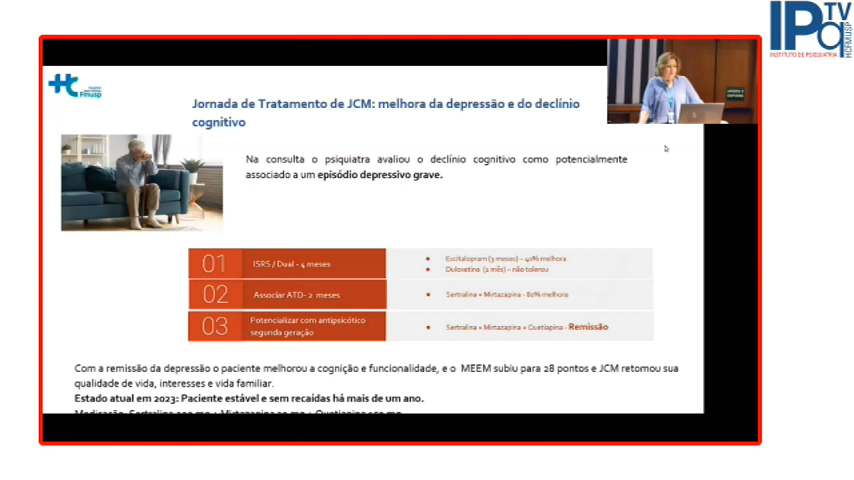 IPq TV
HCFMUSP
INSTITUTO DE PSIQUIATRIA
HC
Fmusp
Jornada de Tratamento de JCM: melhora da depressão e do declínio
cognitivo
Na consulta o psiquiatra avaliou o declínio cognitivo como potencialmente
associado a um episódio depressivo grave.
01 ISRS / Dual - 4 meses
• Escitalopram (3 meses) – 40% melhora
• Duloxetina (1 mês) – não tolerou
02 Associar ATD- 2 meses
• Sertralina + Mirtazapina - 80% melhora
03 Potencializar com antipsicótico
segunda geração
• Sertralina + Mirtazapina + Quetiapina - Remissão
Com a remissão da depressão o paciente melhorou a cognição e funcionalidade, e o MEEM subiu para 28 pontos e JCM retomou sua
qualidade de vida, interesses e vida familiar.
Estado atual em 2023: Paciente estável e sem recaídas há mais de um ano.